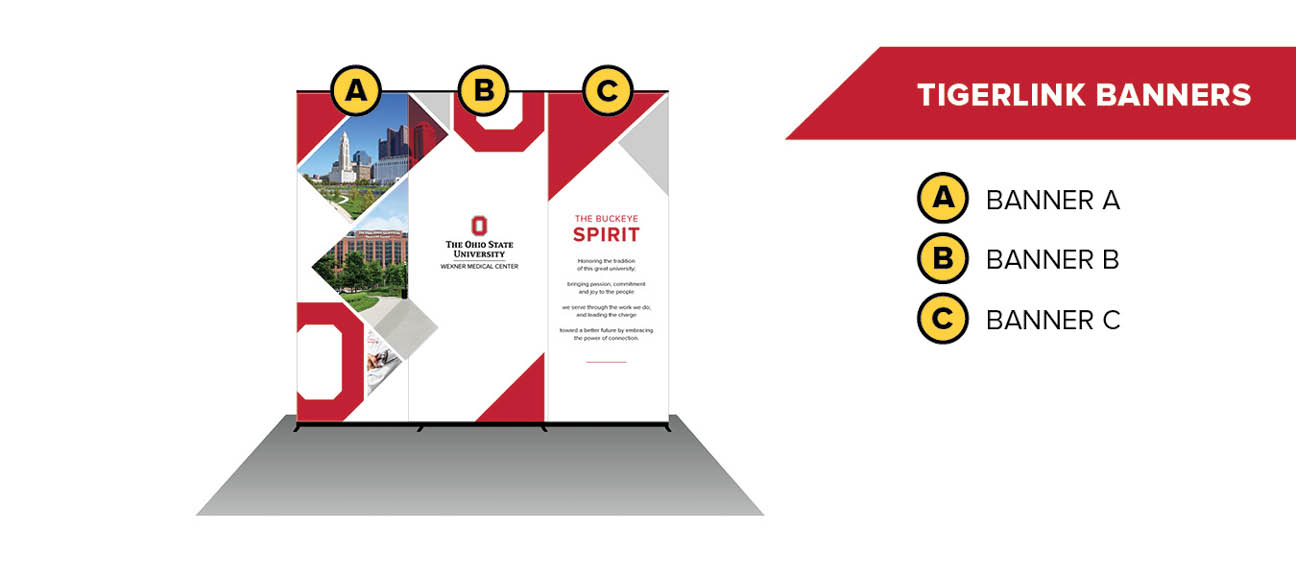 A
B
C
THE BUCKEYE
SPIRIT
Honoring the tradition
of this great university;
bringing passion, commitment
and joy to the people
we serve through the work we do;
and leading the charge
toward a better future by embracing
the power of connection.
THE OHIO STATE
UNIVERSITY
WEXNER MEDICAL CENTER
TIGERLINK BANNERS
A BANNER A
B BANNER B
C BANNER C